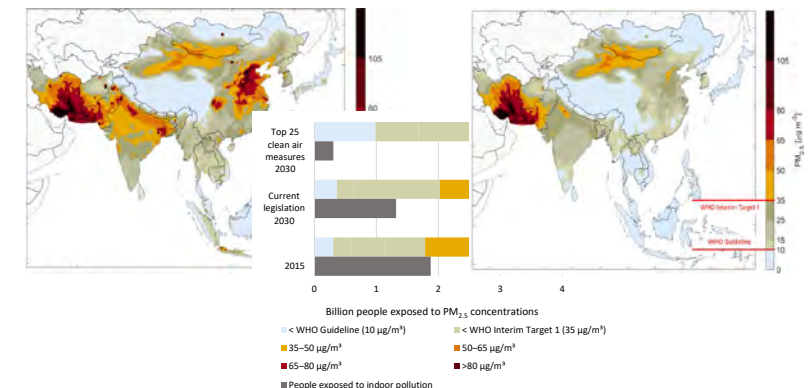 105
80
105
80
65
50
35
25
10
0
PM2.5 [µg m-3]
WHO Interim Target 1
WHO Guideline
Top 25
clean air
measures
2030
Current
legislation
2030
2015
0 1 2 3 4
Billion people exposed to PM2.5 concentrations
< WHO Guideline (10 µg/m³) < WHO Interim Target 1 (35 µg/m³)
35–50 µg/m³ 50–65 µg/m³
65–80 µg/m³ >80 µg/m³
People exposed to indoor pollution